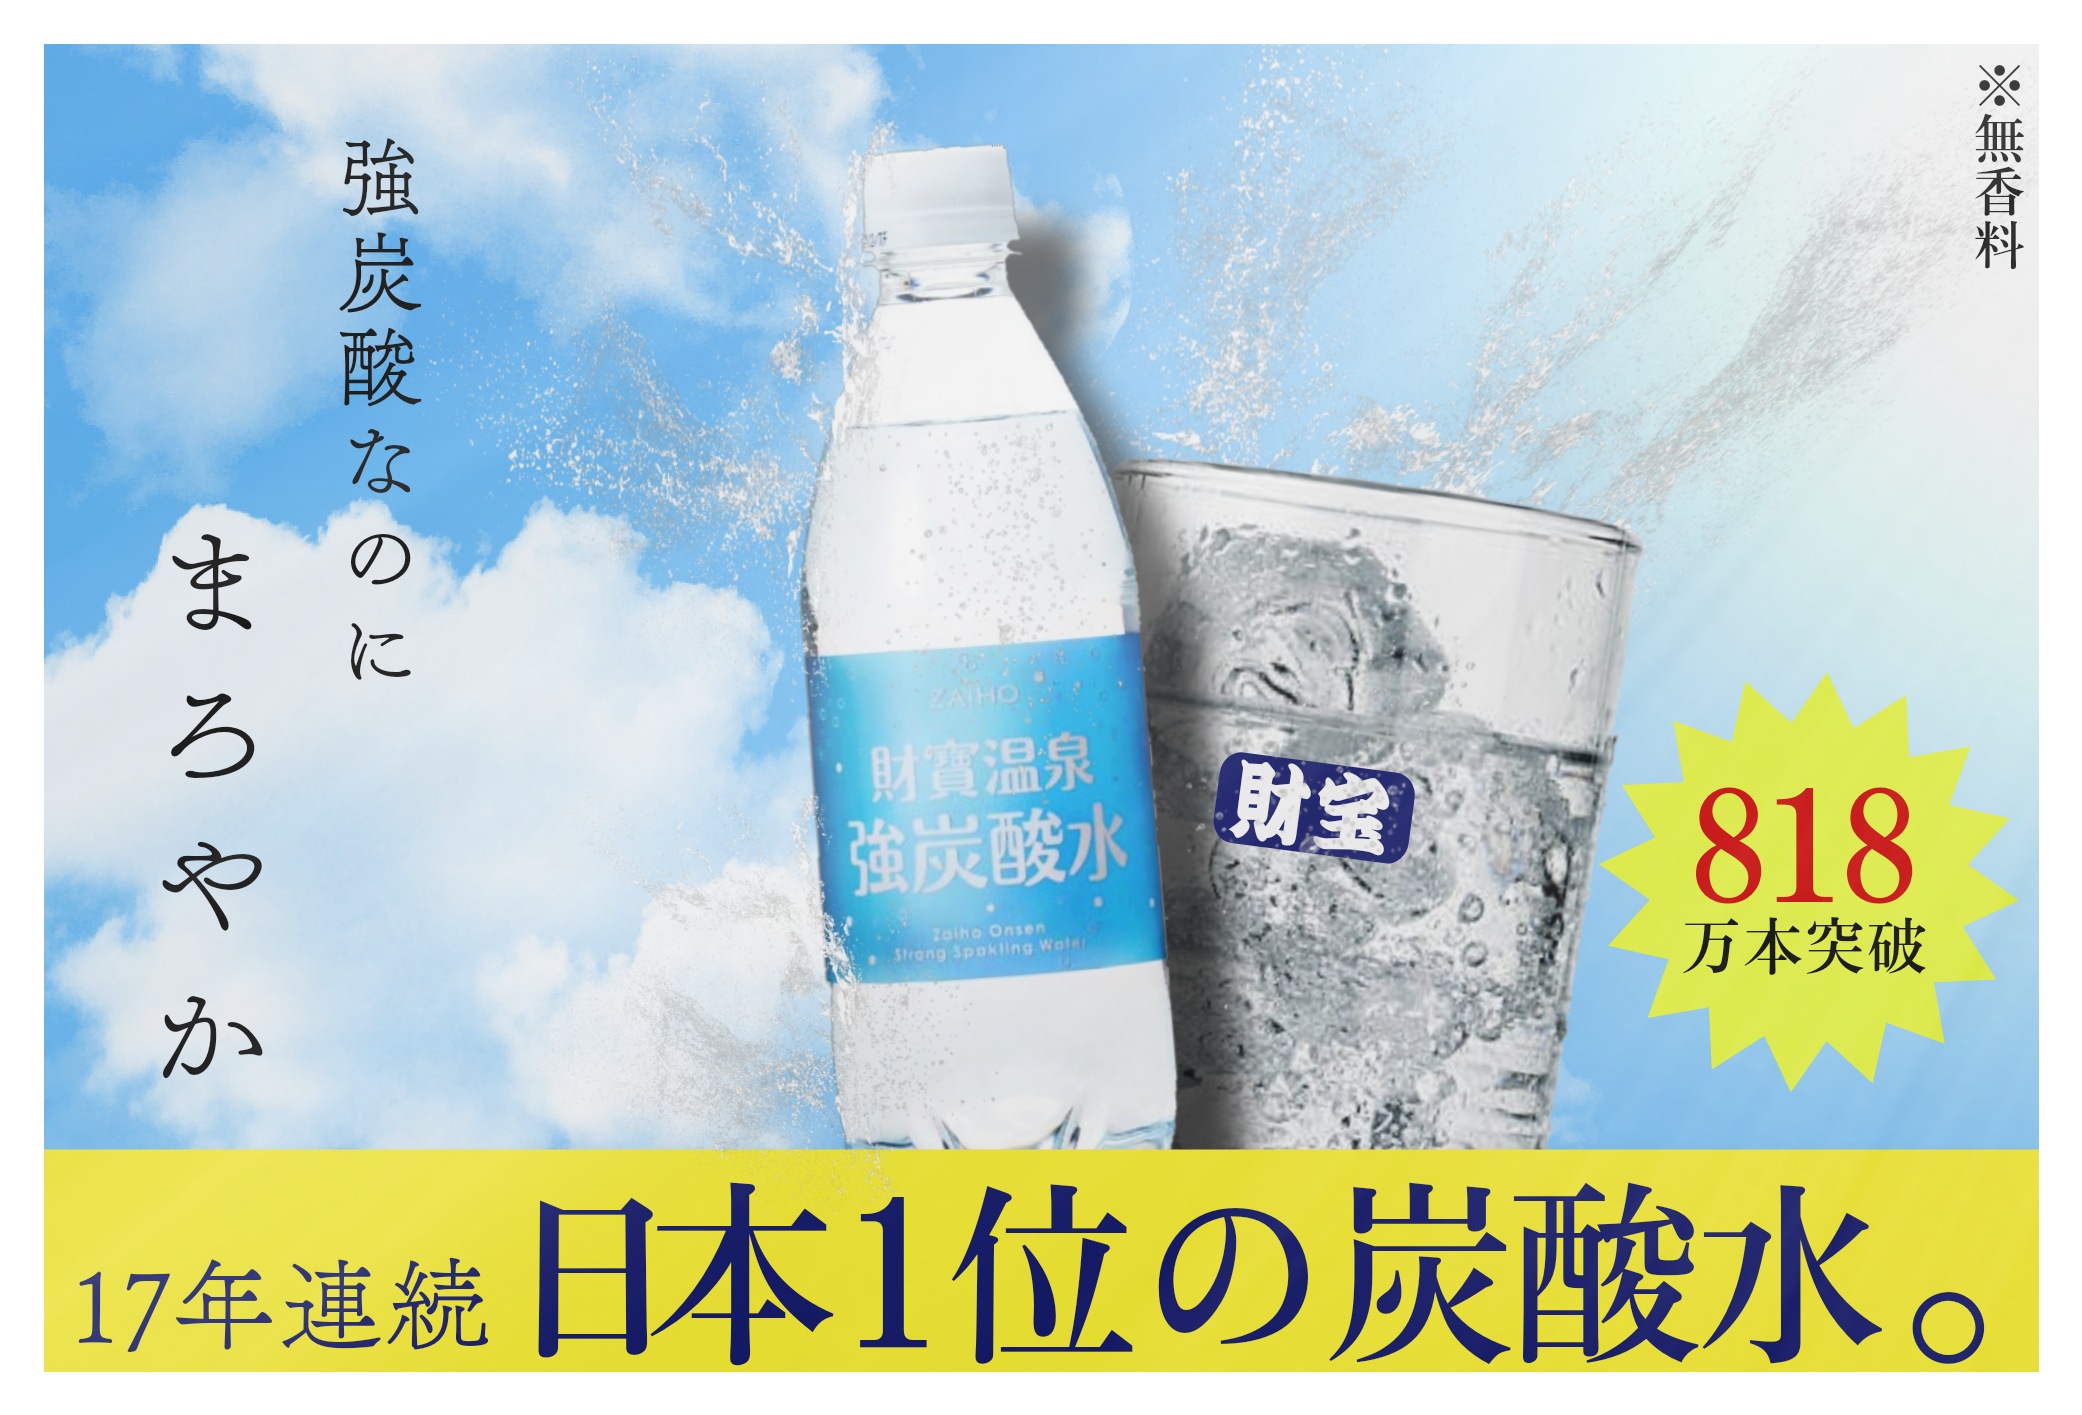 ※無香料
強炭酸なのに
まろやか
ZAIHO
財寶温泉
強炭酸水
Zaiho Onsen
Strong Spakling Water
財宝
818
万本突破
17年連続 日本1位の炭酸水。